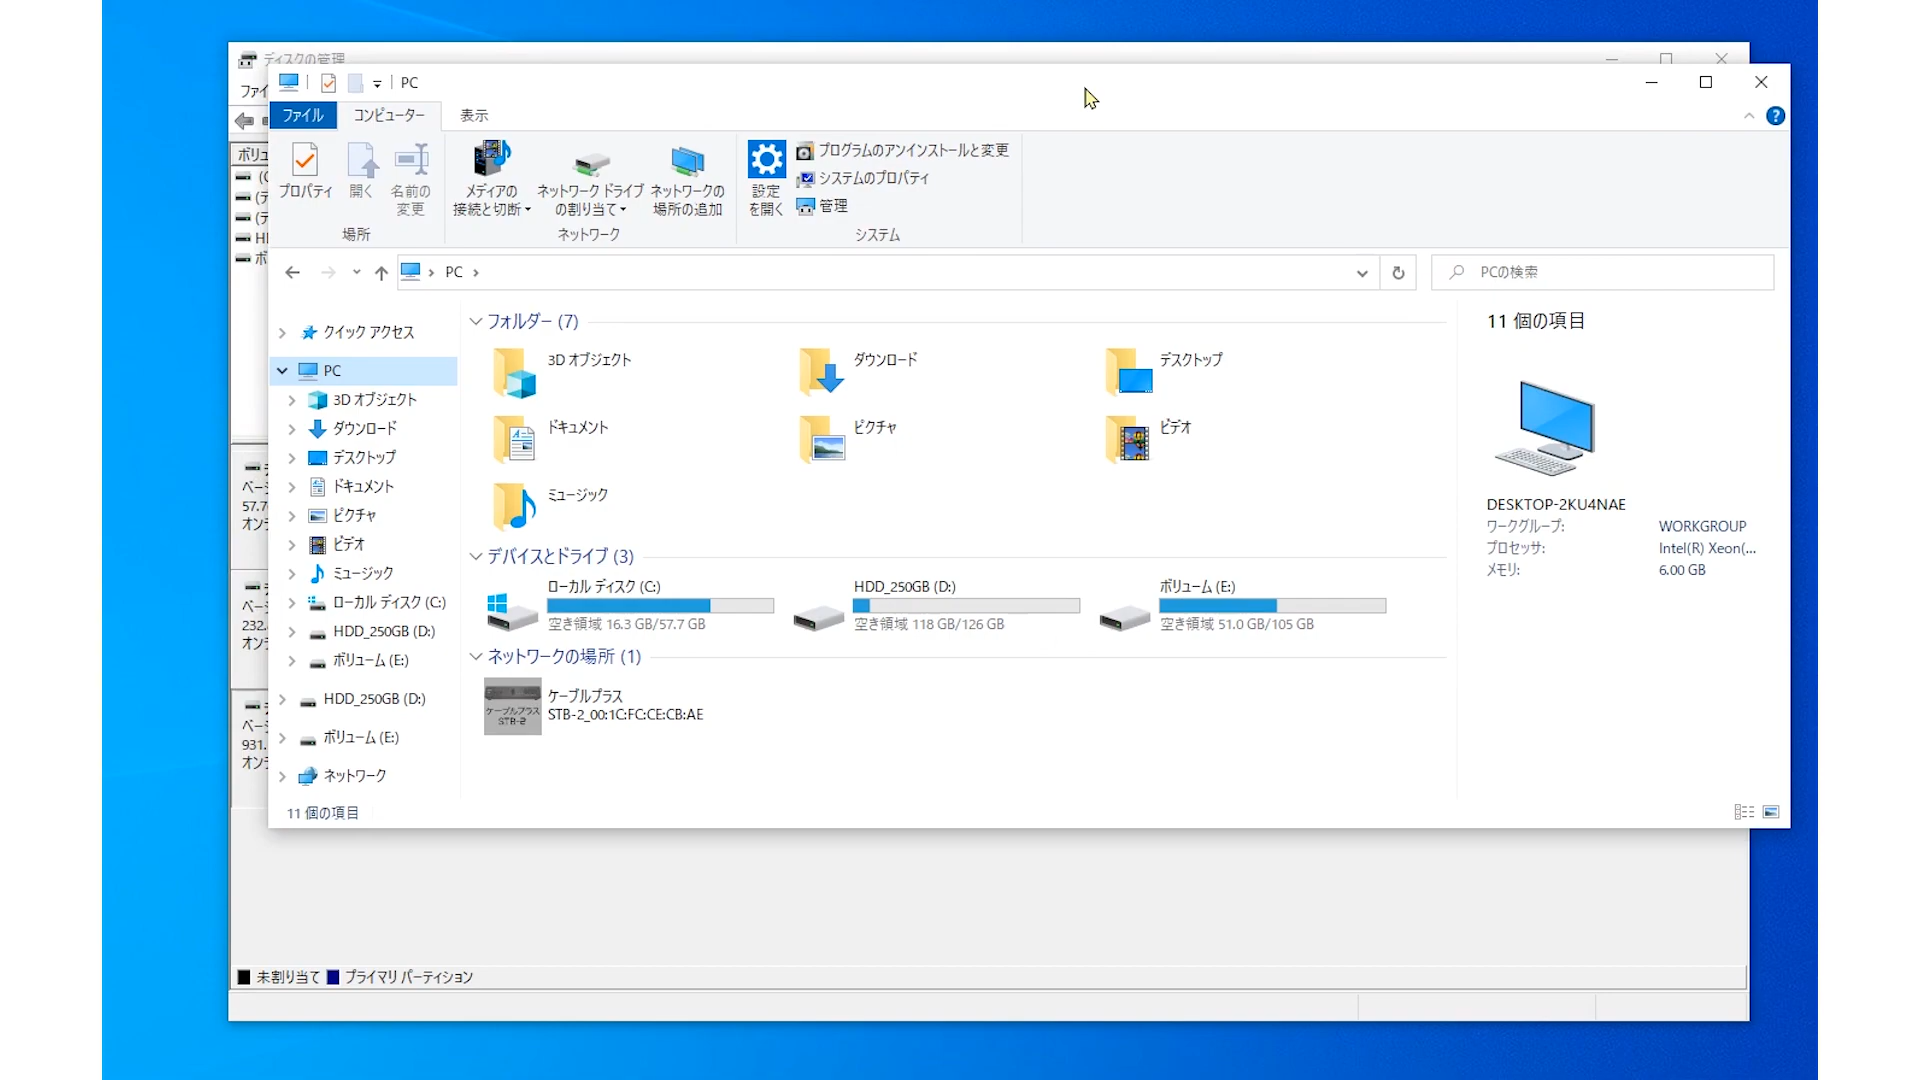 ディスクの管理
PC
ファイル コンピューター 表示
プロパティ
開く
名前の
変更
場所
メディアの
接続と切断
ネットワーク ドライブ
の割り当て
ネットワークの
場所の追加
ネットワーク
設定
を開く
プログラムのアンインストールと変更
システムのプロパティ
管理
システム
PC
PCの検索
クイック アクセス
PC
3D オブジェクト
ダウンロード
デスクトップ
ドキュメント
ピクチャ
ビデオ
ミュージック
ローカル ディスク (C:)
HDD_250GB (D:)
ボリューム (E:)
HDD_250GB (D:)
ボリューム (E:)
ネットワーク
フォルダー (7)
3D オブジェクト
ダウンロード
デスクトップ
ドキュメント
ピクチャ
ビデオ
ミュージック
デバイスとドライブ (3)
ローカル ディスク (C:)
空き領域 16.3 GB/57.7 GB
HDD_250GB (D:)
空き領域 118 GB/126 GB
ボリューム (E:)
空き領域 51.0 GB/105 GB
ネットワークの場所 (1)
ケーブルプラス
STB-2
ケーブルプラス
STB-2_00:1C:FC:CE:CB:AE
11 個の項目
DESKTOP-2KU4NAE
ワークグループ: WORKGROUP
プロセッサ: Intel(R) Xeon(...
メモリ: 6.00 GB
11 個の項目
未割り当て プライマリ パーティション